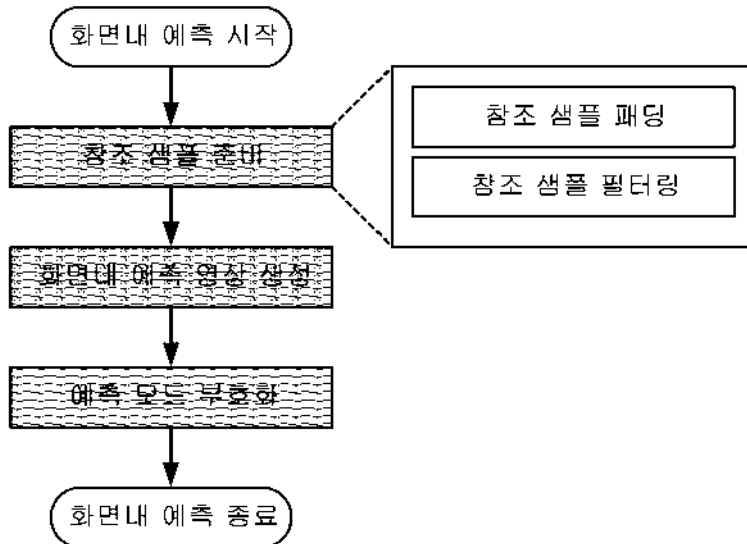 화면내 예측 시작
참조 샘플 준비
참조 샘플 패딩
참조 샘플 필터링
화면내 예측 영상 생성
예측 모드 부호화
화면내 예측 종료